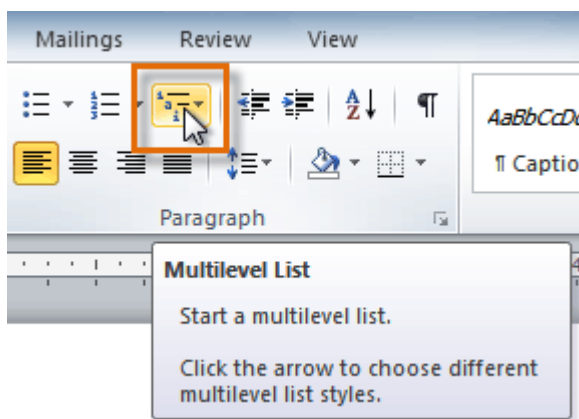 Mailings Review View
AaBbCcDc
¶ Captio
Paragraph
Multilevel List
Start a multilevel list.
Click the arrow to choose different
multilevel list styles.